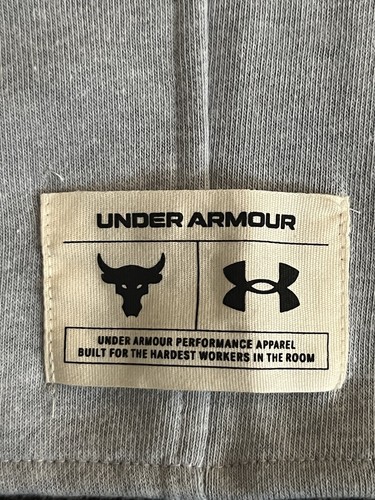 UNDER ARMOUR
UNDER ARMOUR PERFORMANCE APPAREL
BUILT FOR THE HARDEST WORKERS IN THE ROOM